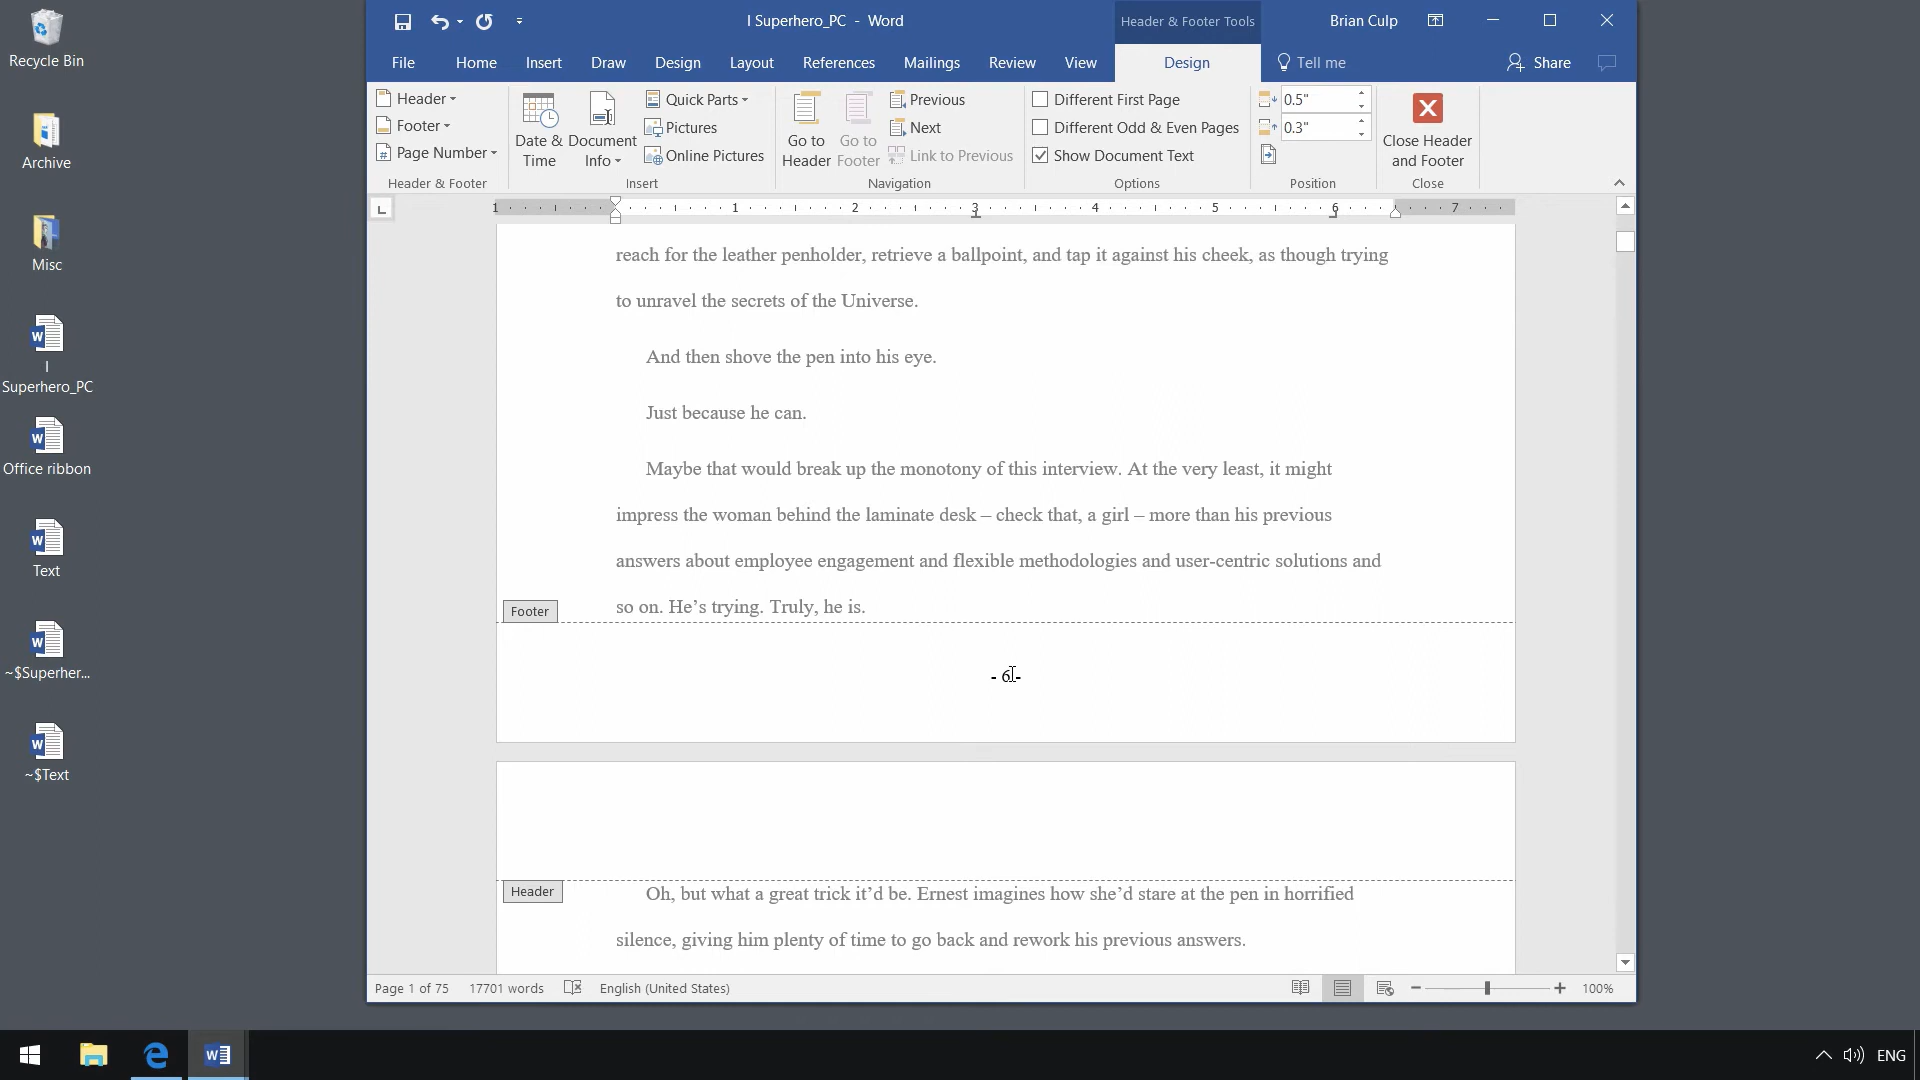 Recycle Bin
Archive
Misc
I
Superhero_PC
Office ribbon
Text
~$Superher...
~$Text
I Superhero_PC - Word
Header & Footer Tools
Brian Culp
File Home Insert Draw Design Layout References Mailings Review View Design Tell me Share
Header
Footer
Page Number
Header & Footer
Date &
Time
Document
Info
Quick Parts
Pictures
Online Pictures
Insert
Go to
Header
Go to
Footer
Previous
Next
Link to Previous
Navigation
Different First Page
Different Odd & Even Pages
Show Document Text
Options
0.5"
0.3"
Position
Close Header
and Footer
Close
1 1 2 3 4 5 6 7
reach for the leather penholder, retrieve a ballpoint, and tap it against his cheek, as though trying
to unravel the secrets of the Universe.
And then shove the pen into his eye.
Just because he can.
Maybe that would break up the monotony of this interview. At the very least, it might
impress the woman behind the laminate desk – check that, a girl – more than his previous
answers about employee engagement and flexible methodologies and user-centric solutions and
so on. He’s trying. Truly, he is.
Footer
- 6 -
Header
Oh, but what a great trick it’d be. Ernest imagines how she’d stare at the pen in horrified
silence, giving him plenty of time to go back and rework his previous answers.
Page 1 of 75 17701 words English (United States) 100%
ENG